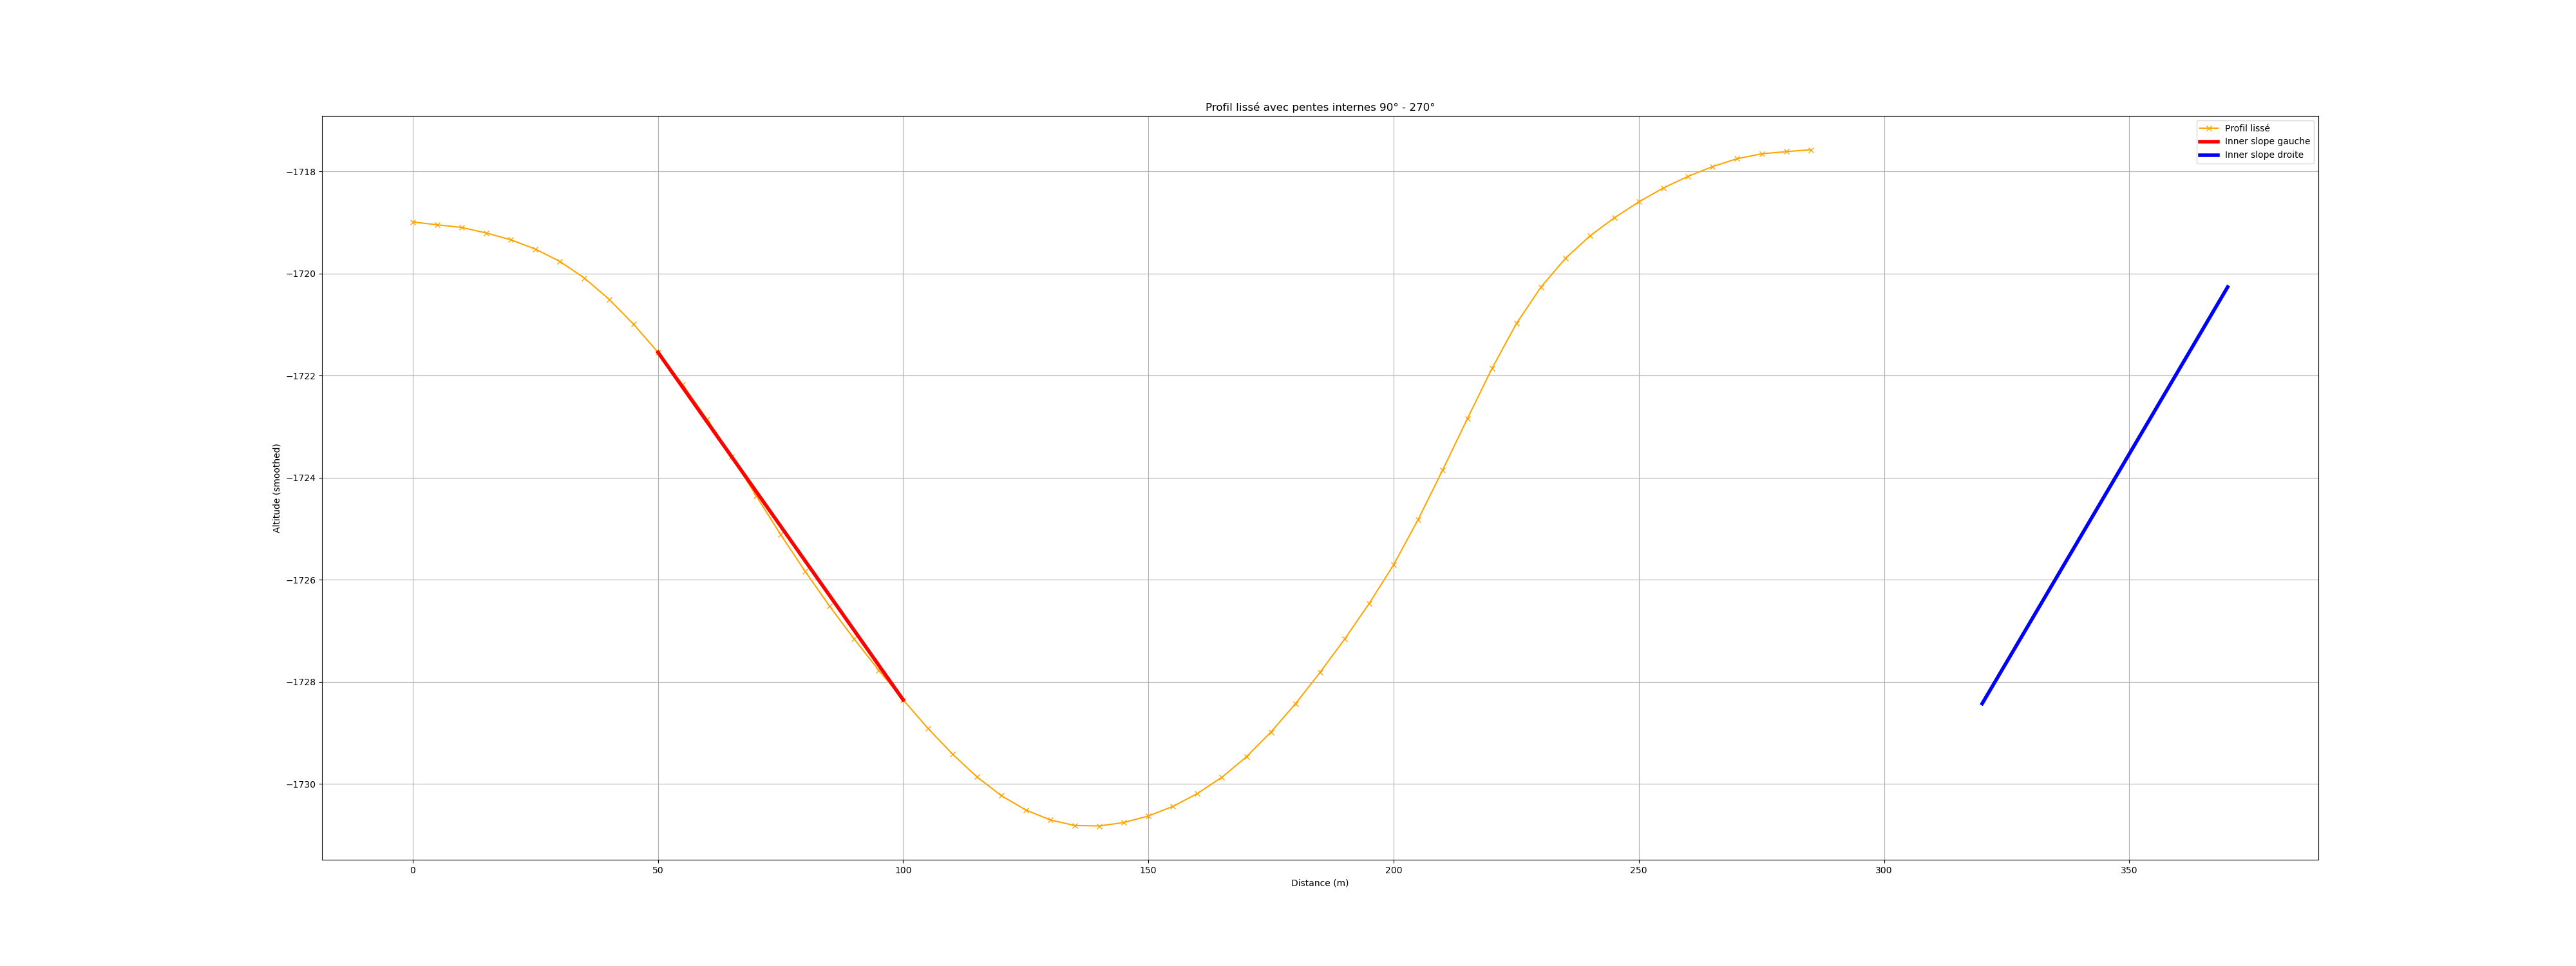 Profil lissé avec pentes internes 90° - 270°
Profil lissé
Inner slope gauche
Inner slope droite
Altitude (smoothed)
−1718
−1720
−1722
−1724
−1726
−1728
−1730
0 50 100 150 200 250 300 350
Distance (m)